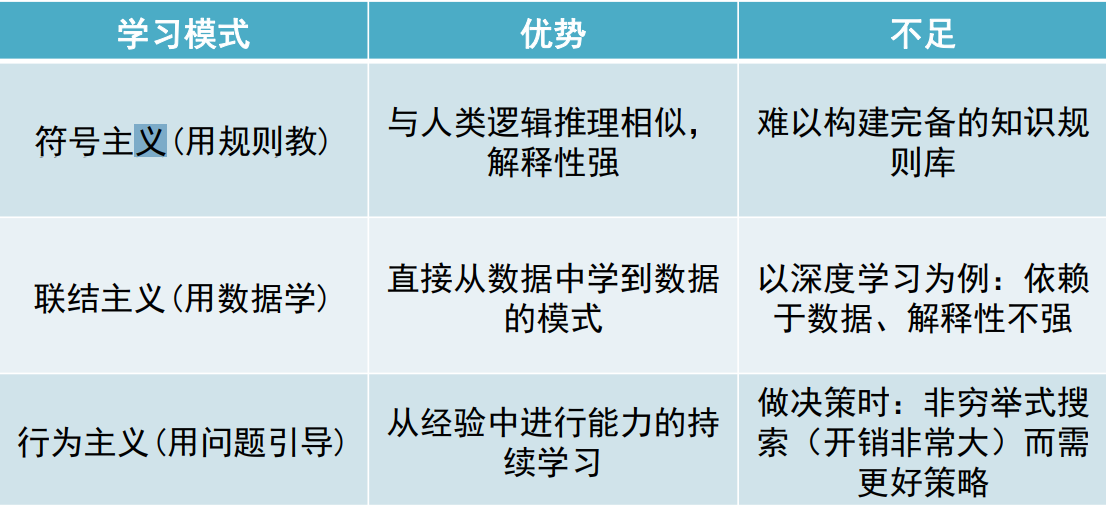 学习模式
优势
不足
符号主义(用规则教)
与人类逻辑推理相似，
解释性强
难以构建完备的知识规
则库
联结主义(用数据学)
直接从数据中学到数据
的模式
以深度学习为例：依赖
于数据、解释性不强
行为主义(用问题引导)
从经验中进行能力的持
续学习
做决策时：非穷举式搜
索（开销非常大）而需
更好策略